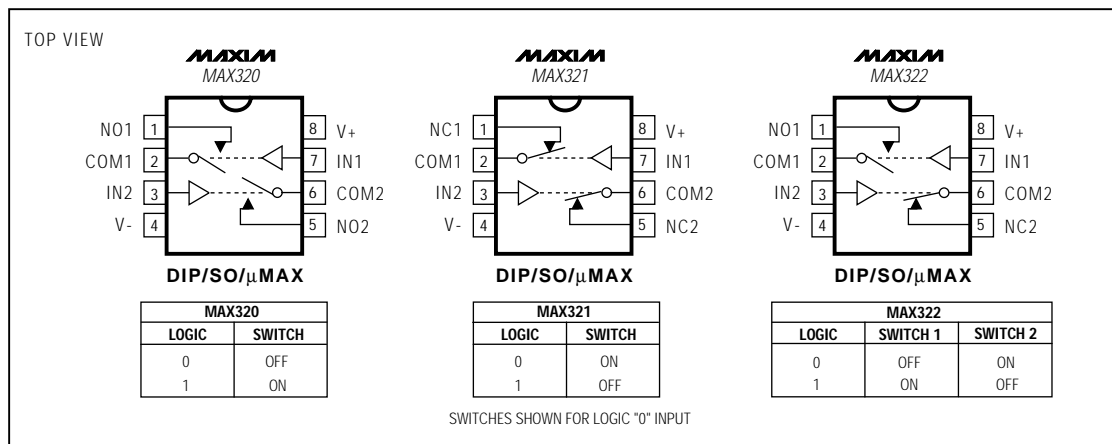 TOP VIEW
MAXIM
MAX320
NO1 1
COM1 2
IN2 3
V- 4
8 V+
7 IN1
6 COM2
5 NO2
DIP/SO/µMAX
MAX320
LOGIC SWITCH
0 OFF
1 ON
MAXIM
MAX321
NC1 1
COM1 2
IN2 3
V- 4
8 V+
7 IN1
6 COM2
5 NC2
DIP/SO/µMAX
MAX321
LOGIC SWITCH
0 ON
1 OFF
MAXIM
MAX322
NO1 1
COM1 2
IN2 3
V- 4
8 V+
7 IN1
6 COM2
5 NC2
DIP/SO/µMAX
MAX322
LOGIC SWITCH 1 SWITCH 2
0 OFF ON
1 ON OFF
SWITCHES SHOWN FOR LOGIC "0" INPUT